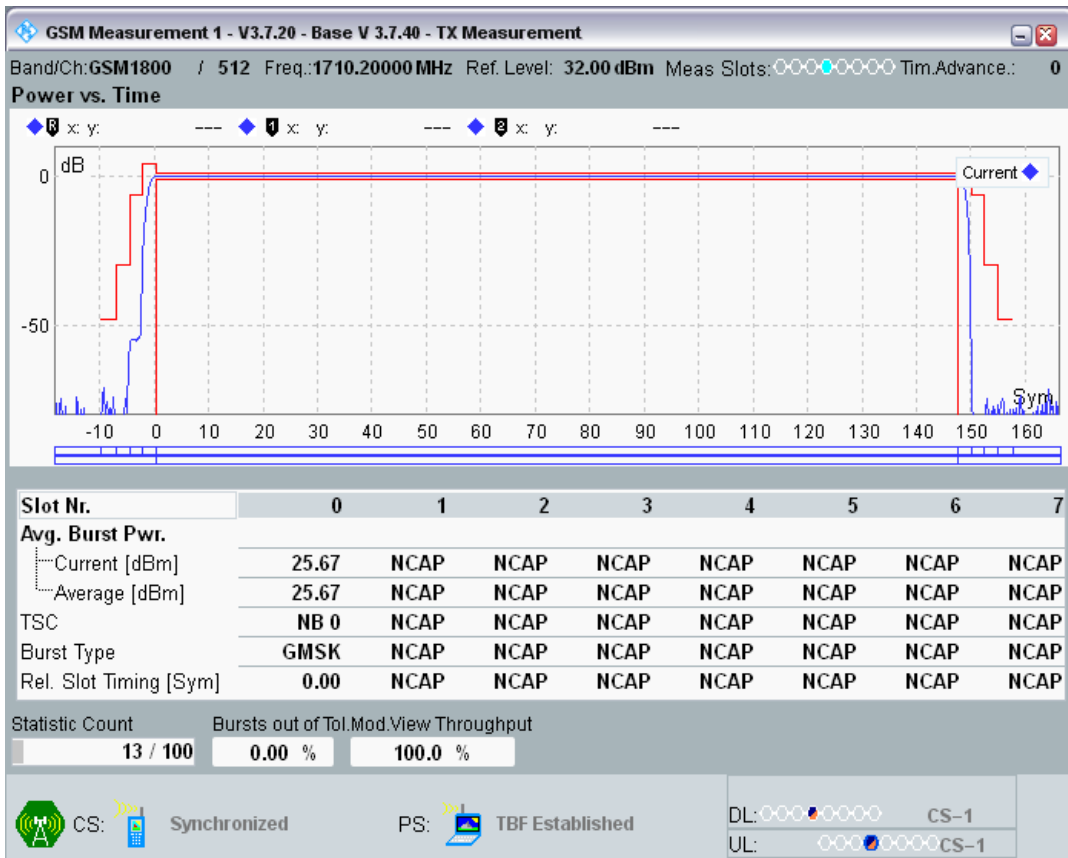 GSM Measurement 1 - V3.7.20 - Base V 3.7.40 - TX Measurement
Band/Ch:GSM1800 / 512 Freq.:1710.20000 MHz Ref. Level: 32.00 dBm Meas Slots: Tim.Advance.: 0
Power vs. Time
R x: y: --- 1 x: y: --- 2 x: y: ---
dB
Current
0
-50
Sym
-10 0 10 20 30 40 50 60 70 80 90 100 110 120 130 140 150 160
Slot Nr. 0 1 2 3 4 5 6 7
Avg. Burst Pwr.
Current [dBm] 25.67 NCAP NCAP NCAP NCAP NCAP NCAP NCAP
Average [dBm] 25.67 NCAP NCAP NCAP NCAP NCAP NCAP NCAP
TSC NB 0 NCAP NCAP NCAP NCAP NCAP NCAP NCAP
Burst Type GMSK NCAP NCAP NCAP NCAP NCAP NCAP NCAP
Rel. Slot Timing [Sym] 0.00 NCAP NCAP NCAP NCAP NCAP NCAP NCAP
Statistic Count Bursts out of Tol.Mod.View Throughput
13 / 100 0.00 % 100.0 %
CS: Synchronized PS: TBF Established
DL: CS-1
UL: CS-1